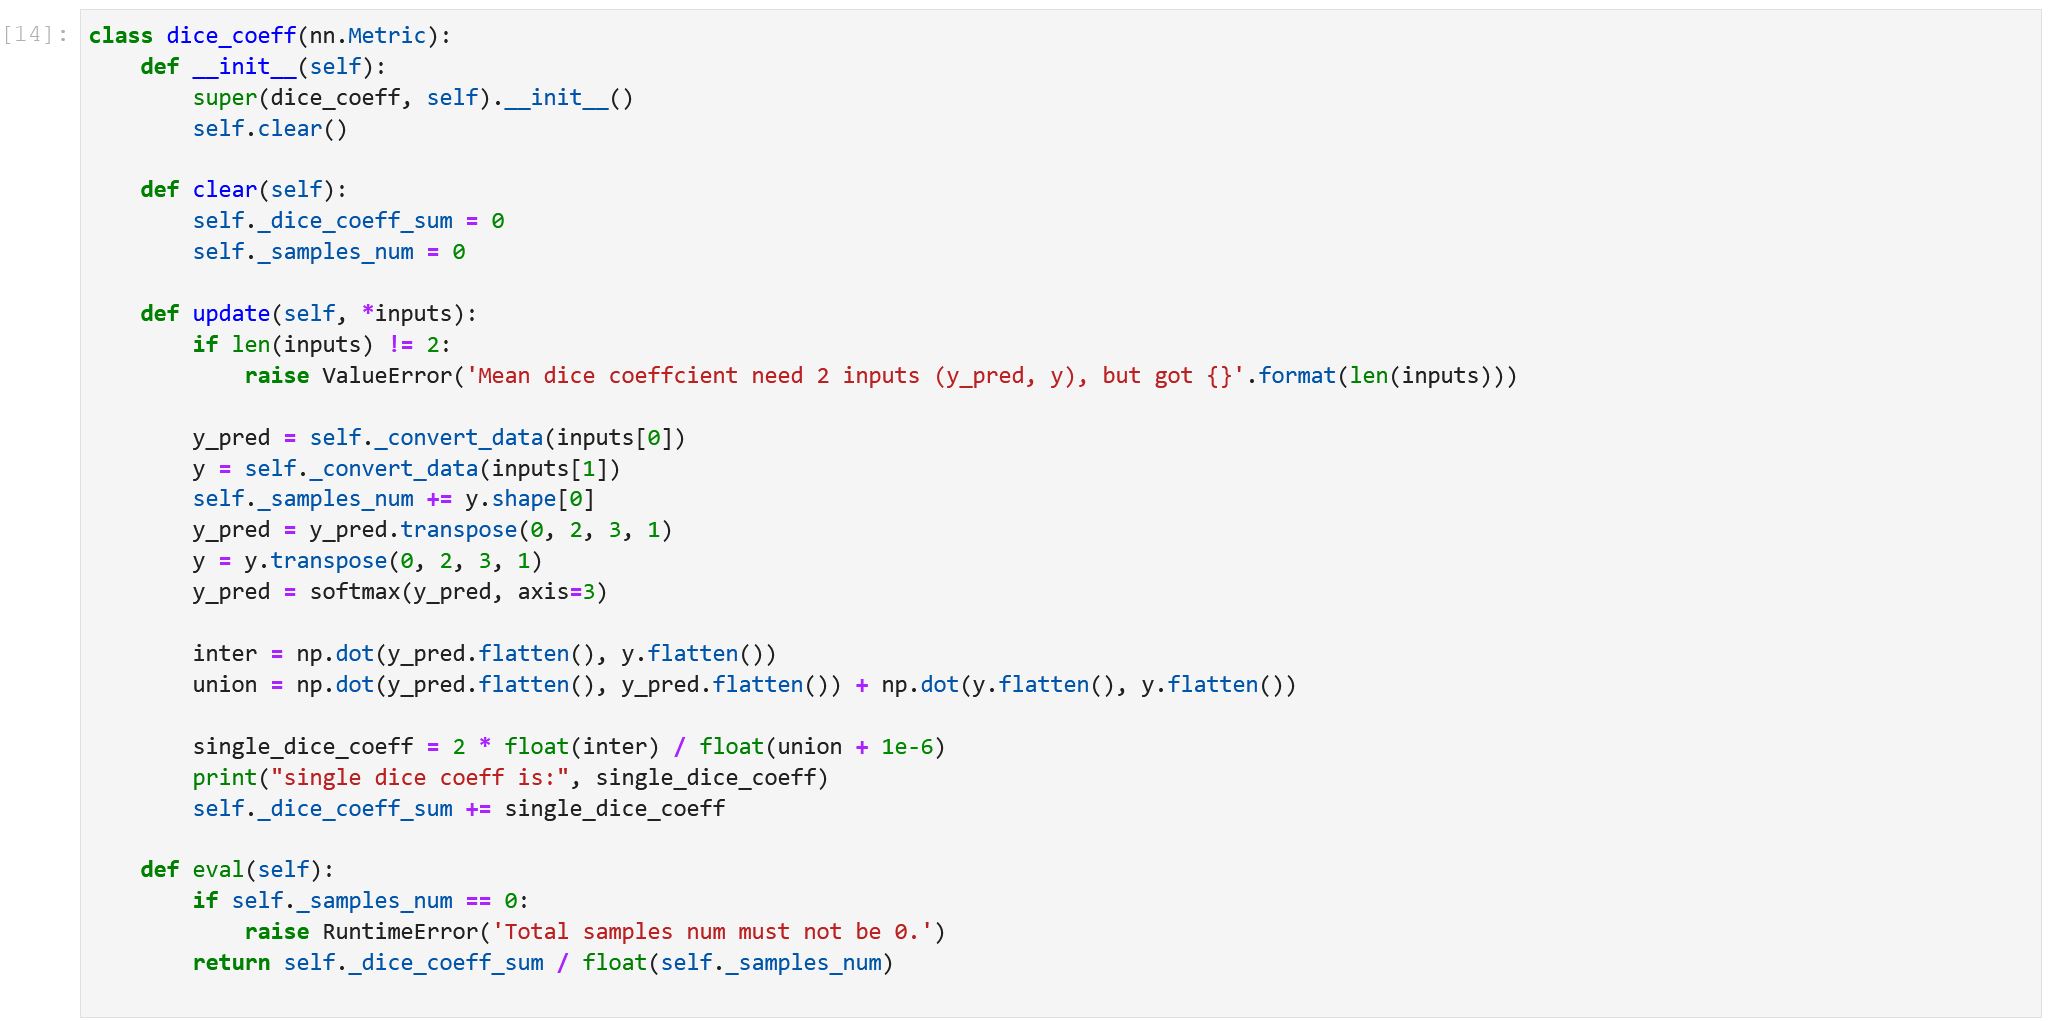 [14]: class dice_coeff(nn.Metric):
    def __init__(self):
        super(dice_coeff, self).__init__()
        self.clear()

    def clear(self):
        self._dice_coeff_sum = 0
        self._samples_num = 0

    def update(self, *inputs):
        if len(inputs) != 2:
            raise ValueError('Mean dice coeffcient need 2 inputs (y_pred, y), but got {}'.format(len(inputs)))

        y_pred = self._convert_data(inputs[0])
        y = self._convert_data(inputs[1])
        self._samples_num += y.shape[0]
        y_pred = y_pred.transpose(0, 2, 3, 1)
        y = y.transpose(0, 2, 3, 1)
        y_pred = softmax(y_pred, axis=3)

        inter = np.dot(y_pred.flatten(), y.flatten())
        union = np.dot(y_pred.flatten(), y_pred.flatten()) + np.dot(y.flatten(), y.flatten())

        single_dice_coeff = 2 * float(inter) / float(union + 1e-6)
        print("single dice coeff is:", single_dice_coeff)
        self._dice_coeff_sum += single_dice_coeff

    def eval(self):
        if self._samples_num == 0:
            raise RuntimeError('Total samples num must not be 0.')
        return self._dice_coeff_sum / float(self._samples_num)